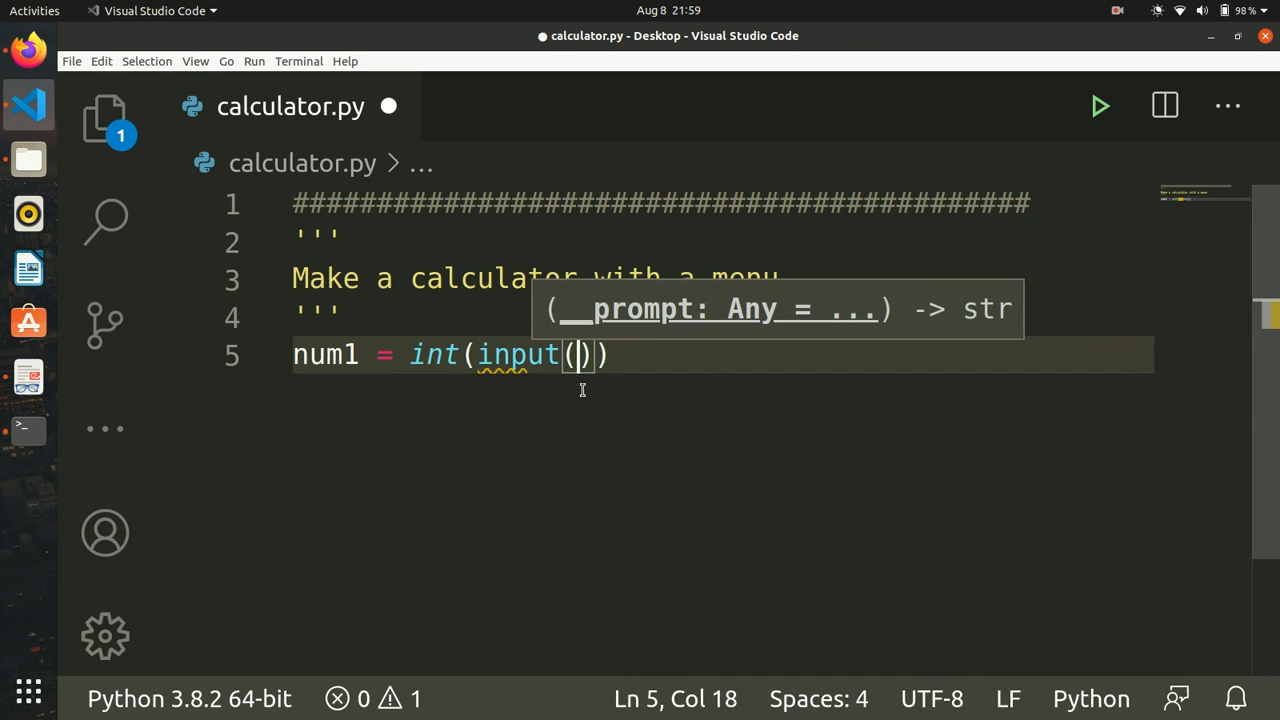 Activities Visual Studio Code Aug 8 21:59 98%
calculator.py - Desktop - Visual Studio Code
File Edit Selection View Go Run Terminal Help
calculator.py
1
calculator.py > ...
1 ############################################
2 '''
3 Make a calculator with a menu
(__prompt: Any = ...) -> str
4 '''
5 num1 = int(input())
Python 3.8.2 64-bit 0 1 Ln 5, Col 18 Spaces: 4 UTF-8 LF Python